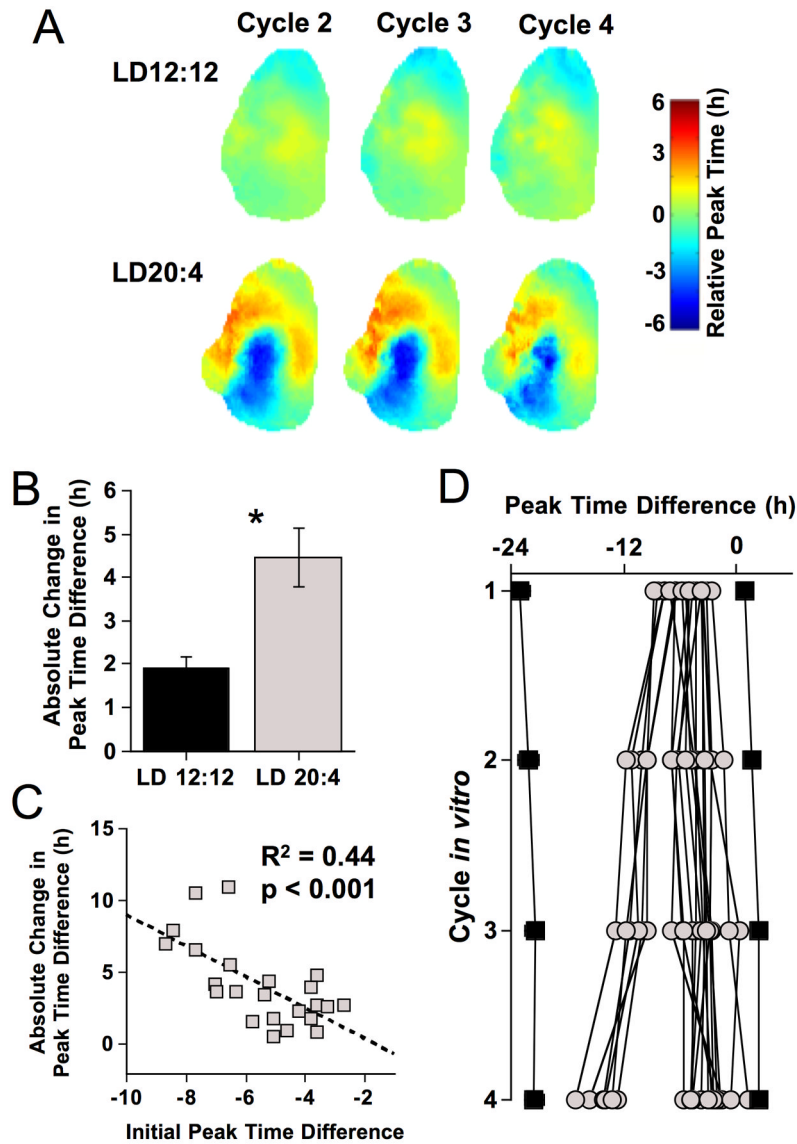 A
Cycle 2 Cycle 3 Cycle 4
LD12:12
LD20:4
6
3
0
-3
-6
Relative Peak Time (h)
B
Absolute Change in
Peak Time Difference (h)
6
5
4
3
2
1
0
*
LD 12:12 LD 20:4
C
Absolute Change in
Peak Time Difference (h)
15
10
5
0
R² = 0.44
p < 0.001
-10 -8 -6 -4 -2
Initial Peak Time Difference
D
Peak Time Difference (h)
-24 -12 0
Cycle in vitro
1
2
3
4